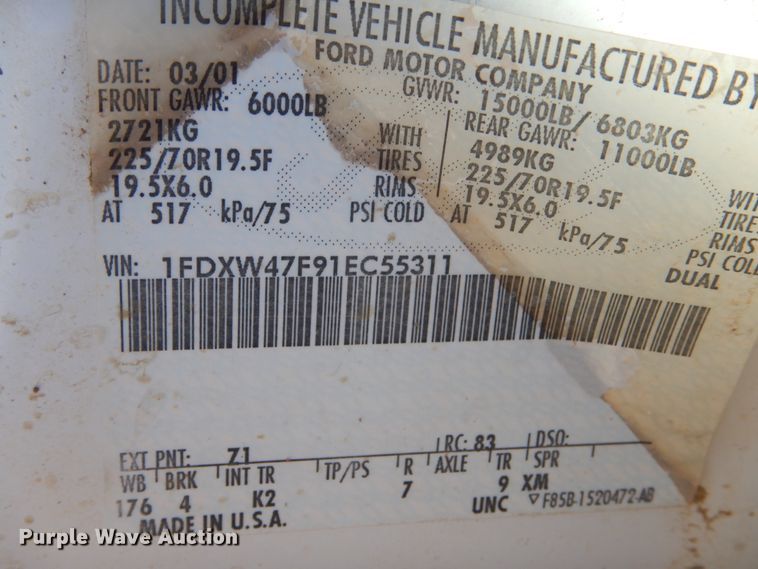 INCOMPLETE VEHICLE MANUFACTURED BY
FORD MOTOR COMPANY
DATE: 03/01 GVWR: 15000LB/ 6803KG
FRONT GAWR: 6000LB REAR GAWR: 11000LB
2721KG WITH 4989KG WIT
225/70R19.5F TIRES 225/70R19.5F TIRE
19.5X6.0 RIMS 19.5X6.0 RIMS
AT 517 kPa/75 PSI COLD AT 517 kPa/75 PSI COL
VIN: 1FDXW47F91EC55311 DUAL
EXT PNT: Z1 RC: 83 DSO:
WB BRK INT TR TP/PS R AXLE TR SPR
176 4 K2 7 9 XM
MADE IN U.S.A. UNC ▽F85B-1520472-AB
Purple Wave Auction